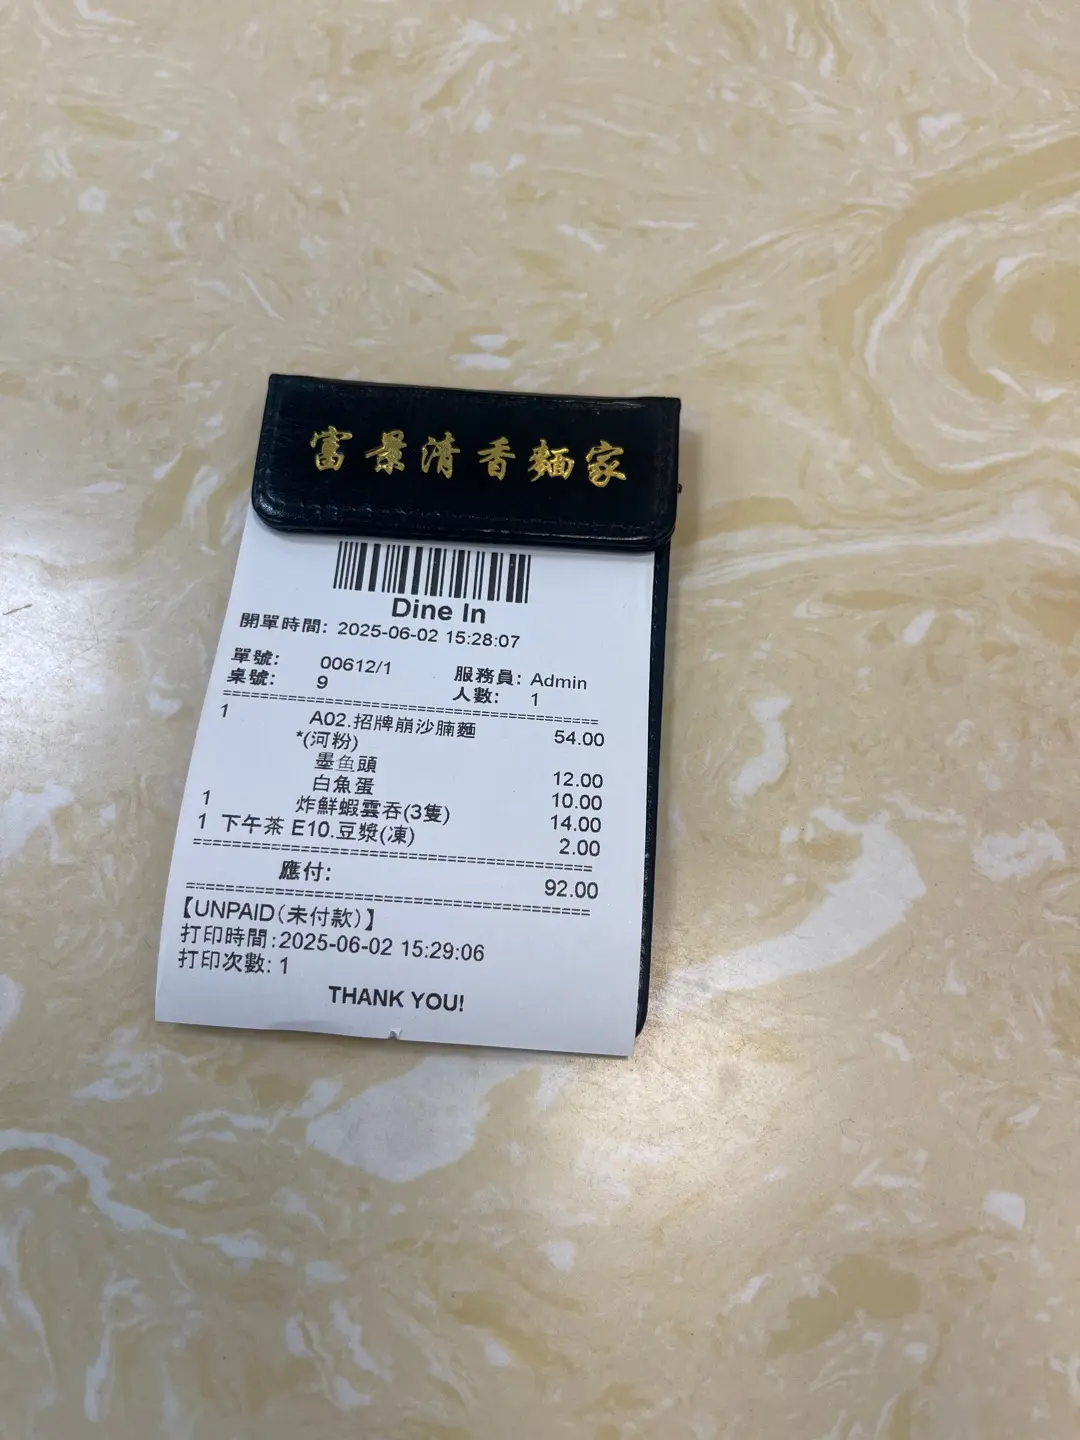 富景清香麵家
Dine In
開單時間: 2025-06-02 15:28:07
單號: 00612/1 服務員: Admin
桌號: 9 人數: 1
1 A02.招牌崩沙腩麵 54.00
*(河粉)
墨鱼頭 12.00
白魚蛋 10.00
1 炸鮮蝦雲吞(3隻) 14.00
1 下午茶 E10.豆漿(凍) 2.00
應付: 92.00
【UNPAID(未付款)】
打印時間:2025-06-02 15:29:06
打印次數: 1
THANK YOU!